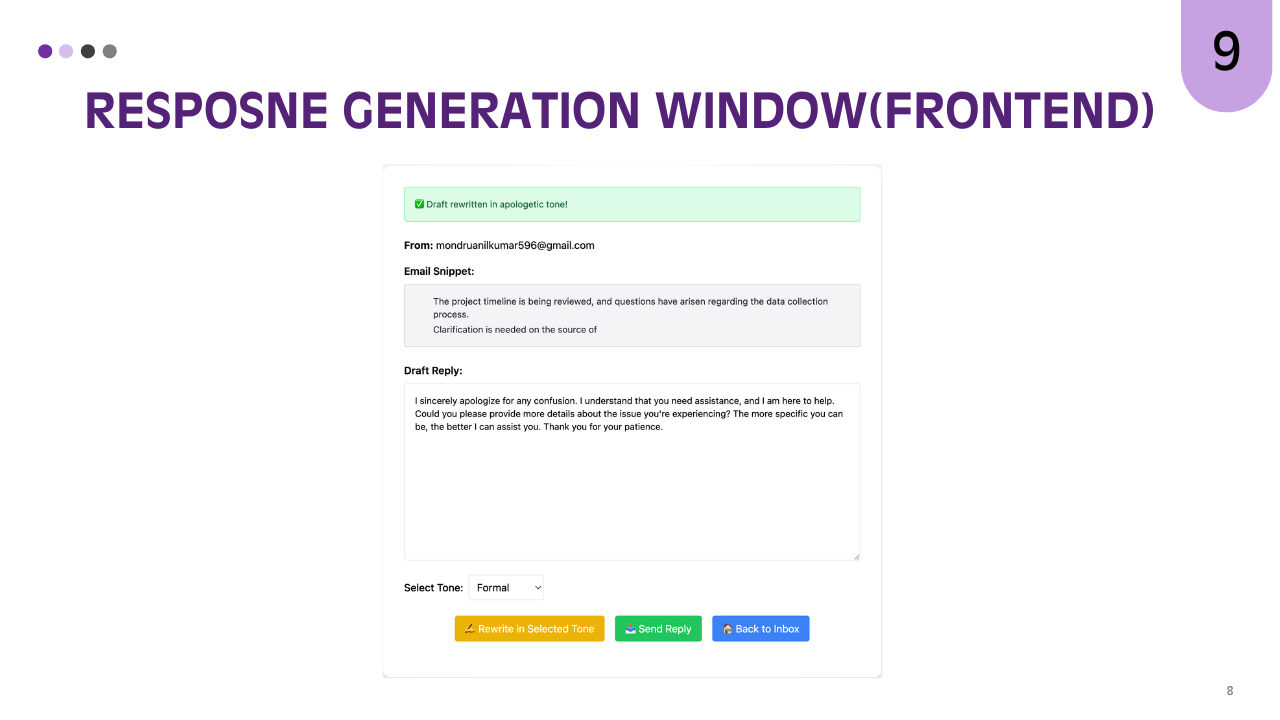 9
RESPOSNE GENERATION WINDOW(FRONTEND)
✅ Draft rewritten in apologetic tone!
From: mondruanilkumar596@gmail.com
Email Snippet:
The project timeline is being reviewed, and questions have arisen regarding the data collection
process.
Clarification is needed on the source of
Draft Reply:
I sincerely apologize for any confusion. I understand that you need assistance, and I am here to help.
Could you please provide more details about the issue you're experiencing? The more specific you can
be, the better I can assist you. Thank you for your patience.
Select Tone: Formal
✍ Rewrite in Selected Tone 📤 Send Reply 🏠 Back to Inbox
8